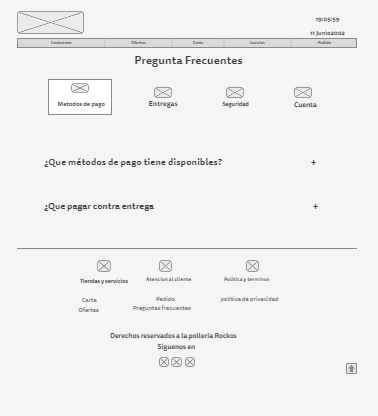 19:05:59
11 Junio2002
Contactos Ofertas Carta Locales Pedido
Pregunta Frecuentes
Metodos de pago Entregas Seguridad Cuenta
¿Que métodos de pago tiene disponibles? +
¿Que pagar contra entrega +
Tiendas y servicios Atencion al cliente Politica y terminos
Carta Pedido politica de privacidad
Ofertas Preguntas frecuentes
Derechos reservados a la polleria Rockos
Siguenos en